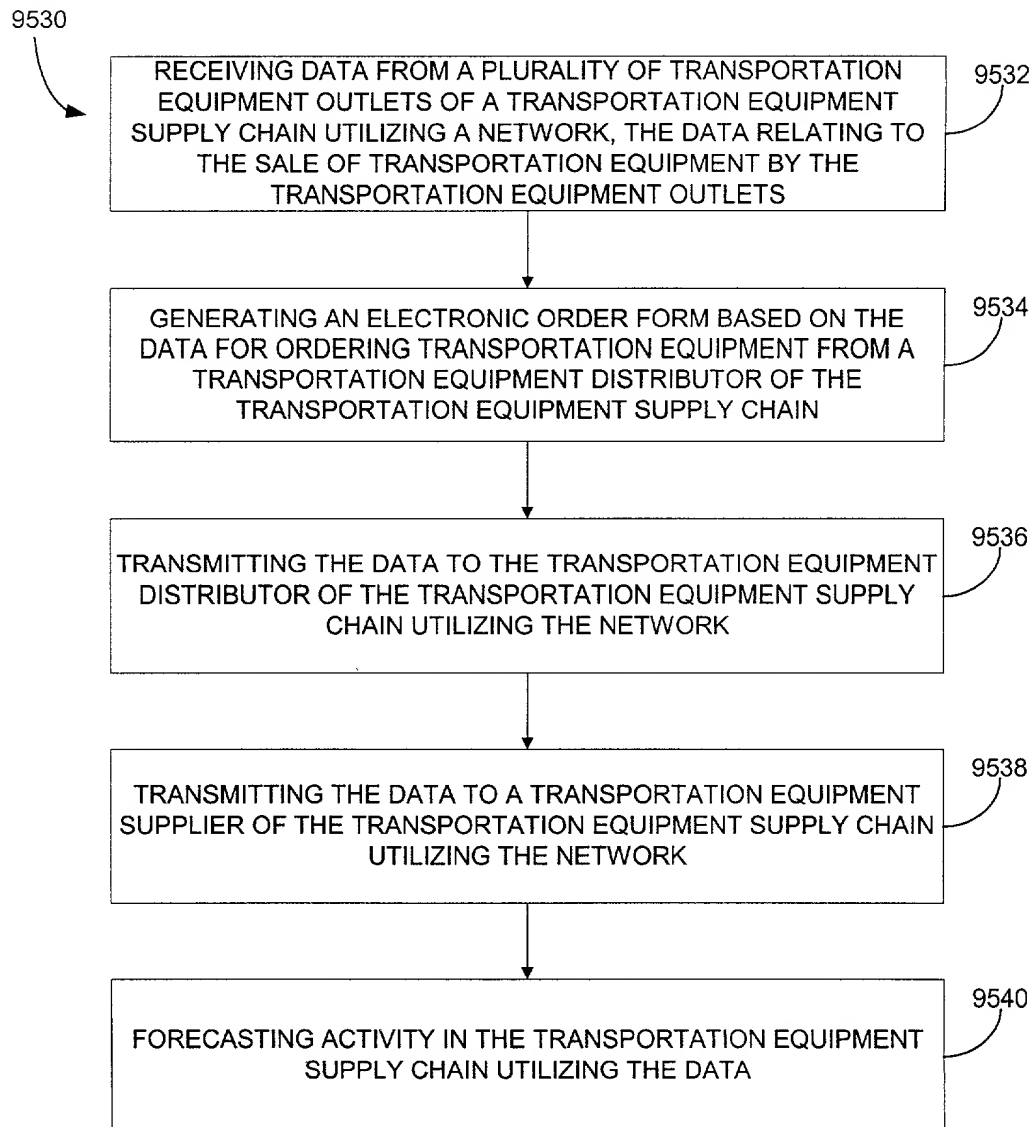 9530
RECEIVING DATA FROM A PLURALITY OF TRANSPORTATION
EQUIPMENT OUTLETS OF A TRANSPORTATION EQUIPMENT
SUPPLY CHAIN UTILIZING A NETWORK, THE DATA RELATING TO
THE SALE OF TRANSPORTATION EQUIPMENT BY THE
TRANSPORTATION EQUIPMENT OUTLETS
9532
GENERATING AN ELECTRONIC ORDER FORM BASED ON THE
DATA FOR ORDERING TRANSPORTATION EQUIPMENT FROM A
TRANSPORTATION EQUIPMENT DISTRIBUTOR OF THE
TRANSPORTATION EQUIPMENT SUPPLY CHAIN
9534
TRANSMITTING THE DATA TO THE TRANSPORTATION EQUIPMENT
DISTRIBUTOR OF THE TRANSPORTATION EQUIPMENT SUPPLY
CHAIN UTILIZING THE NETWORK
9536
TRANSMITTING THE DATA TO A TRANSPORTATION EQUIPMENT
SUPPLIER OF THE TRANSPORTATION EQUIPMENT SUPPLY CHAIN
UTILIZING THE NETWORK
9538
FORECASTING ACTIVITY IN THE TRANSPORTATION EQUIPMENT
SUPPLY CHAIN UTILIZING THE DATA
9540